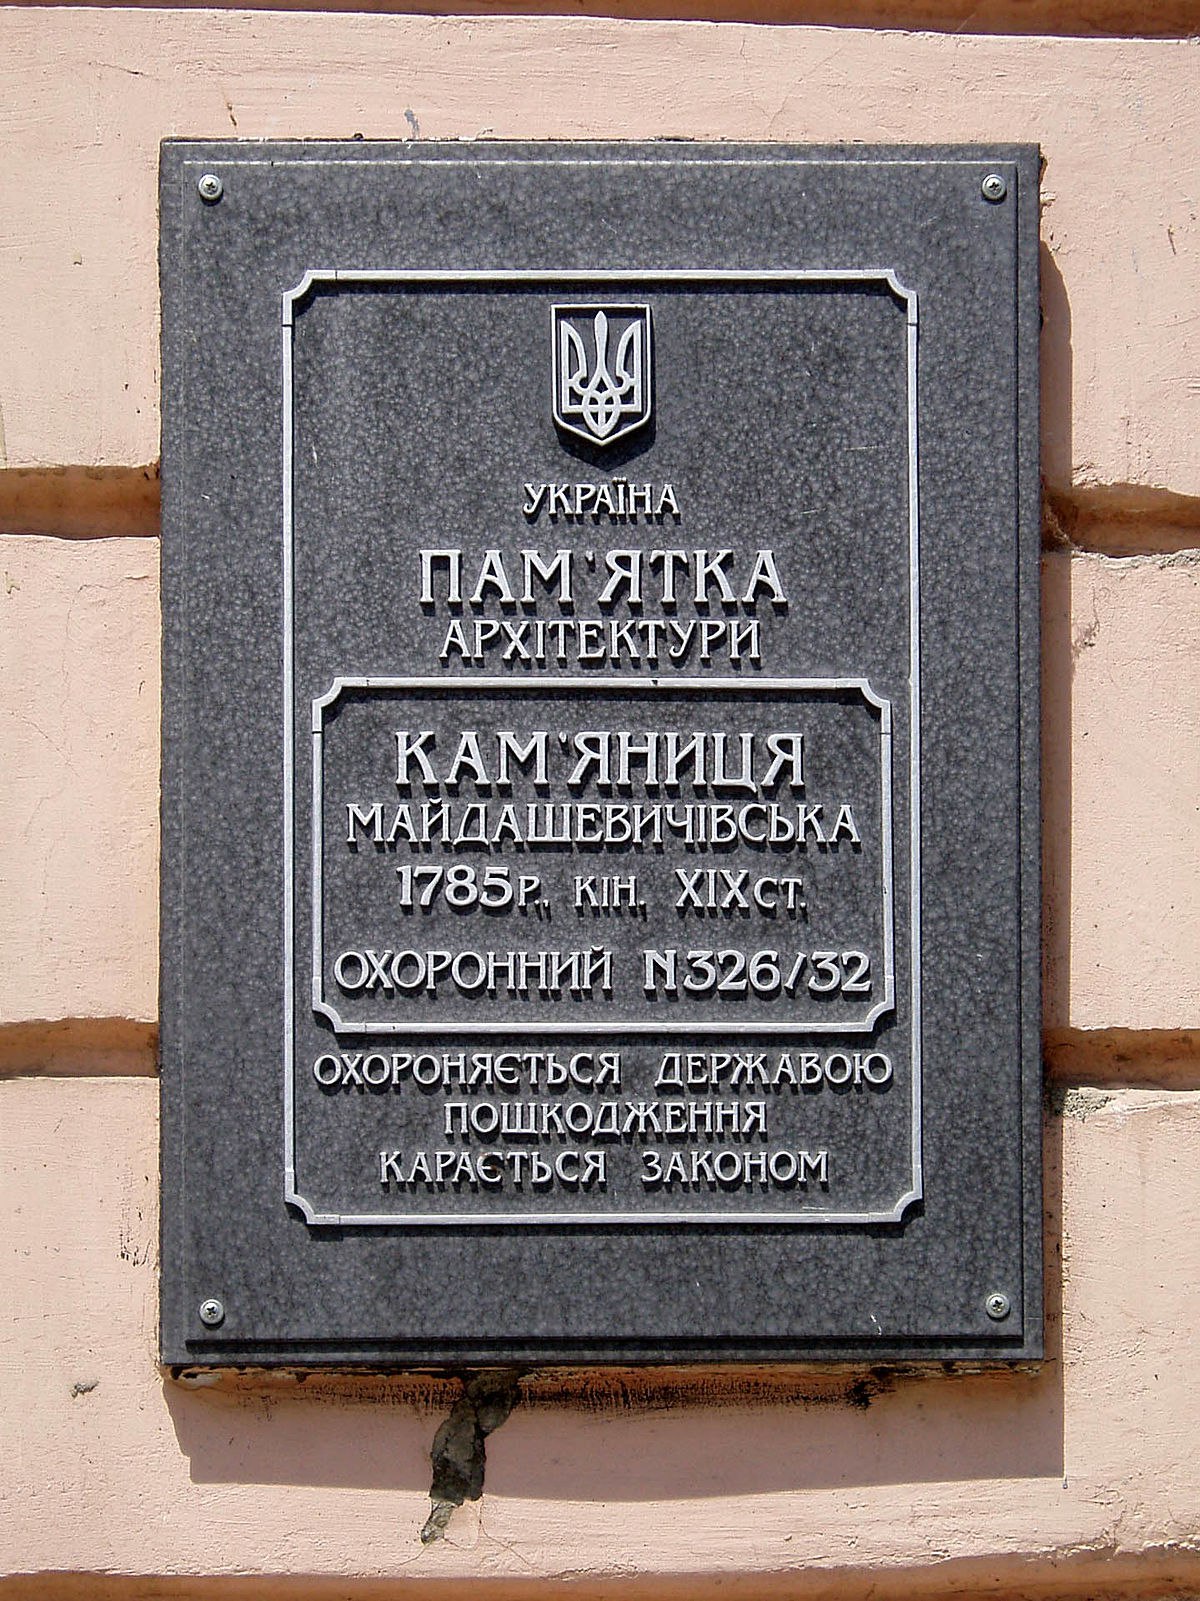 УКРАЇНА
ПАМ'ЯТКА
АРХІТЕКТУРИ
КАМ'ЯНИЦЯ
МАЙДАШЕВИЧІВСЬКА
1785Р., КІН. XIXСТ.
ОХОРОННИЙ N326/32
ОХОРОНЯЄТЬСЯ ДЕРЖАВОЮ
ПОШКОДЖЕННЯ
КАРАЄТЬСЯ ЗАКОНОМ